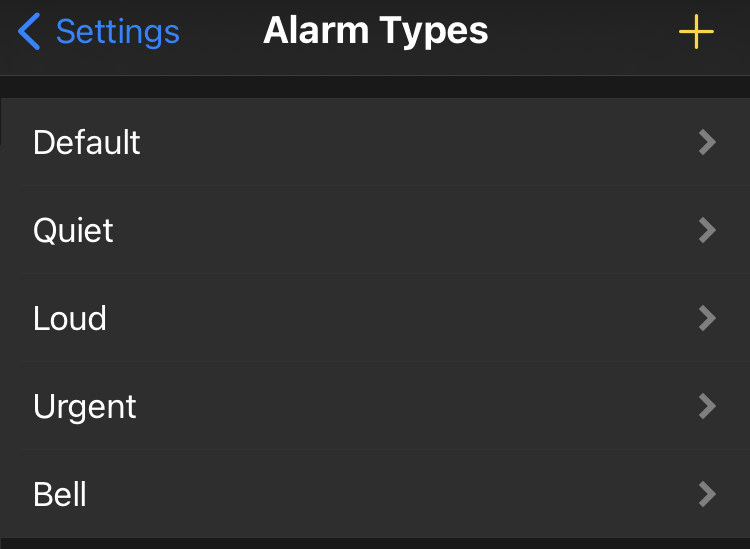 Settings
Alarm Types
Default
Quiet
Loud
Urgent
Bell